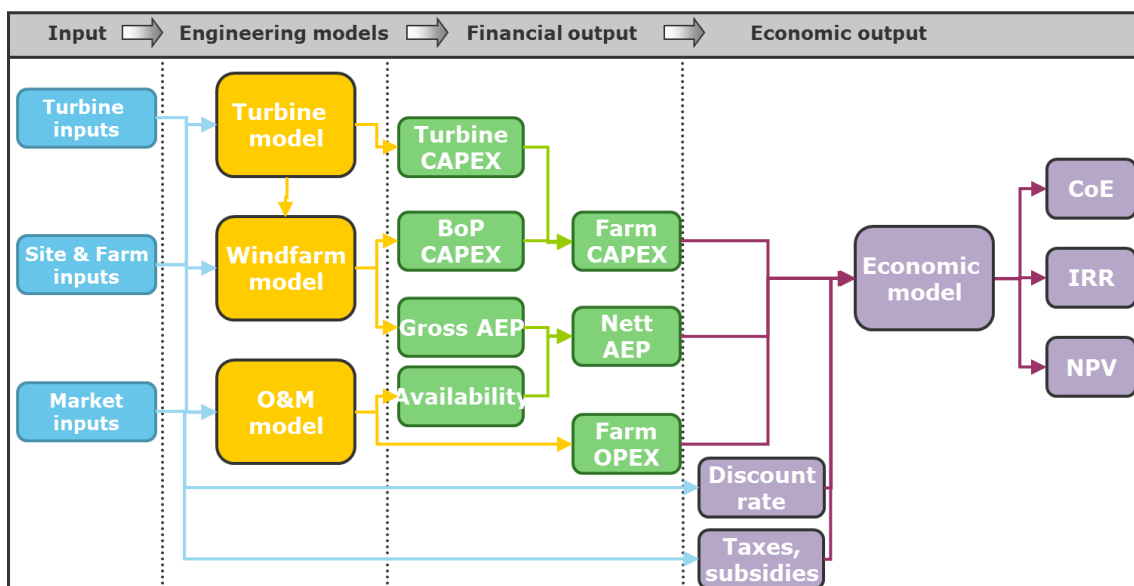 Input Engineering models Financial output Economic output
Turbine
inputs
Site & Farm
inputs
Market
inputs
Turbine
model
Windfarm
model
O&M
model
Turbine
CAPEX
BoP
CAPEX
Gross AEP
Availability
Farm
CAPEX
Nett
AEP
Farm
OPEX
Discount
rate
Taxes,
subsidies
Economic
model
CoE
IRR
NPV